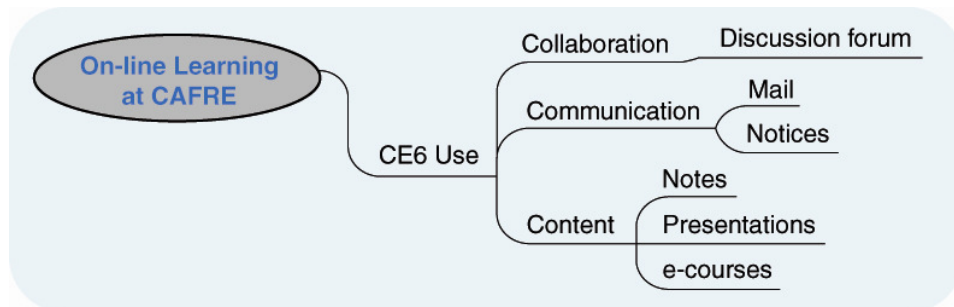 On-line Learning
at CAFRE
CE6 Use
Collaboration
Discussion forum
Communication
Mail
Notices
Content
Notes
Presentations
e-courses